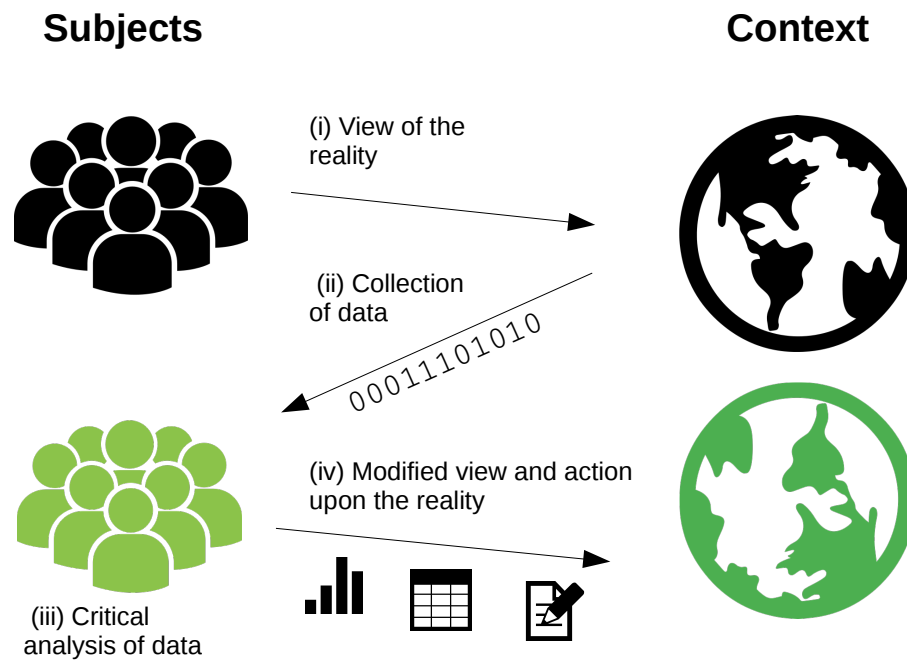 Subjects
Context
(i) View of the
reality
(ii) Collection
of data
00011101010
(iv) Modified view and action
upon the reality
(iii) Critical
analysis of data